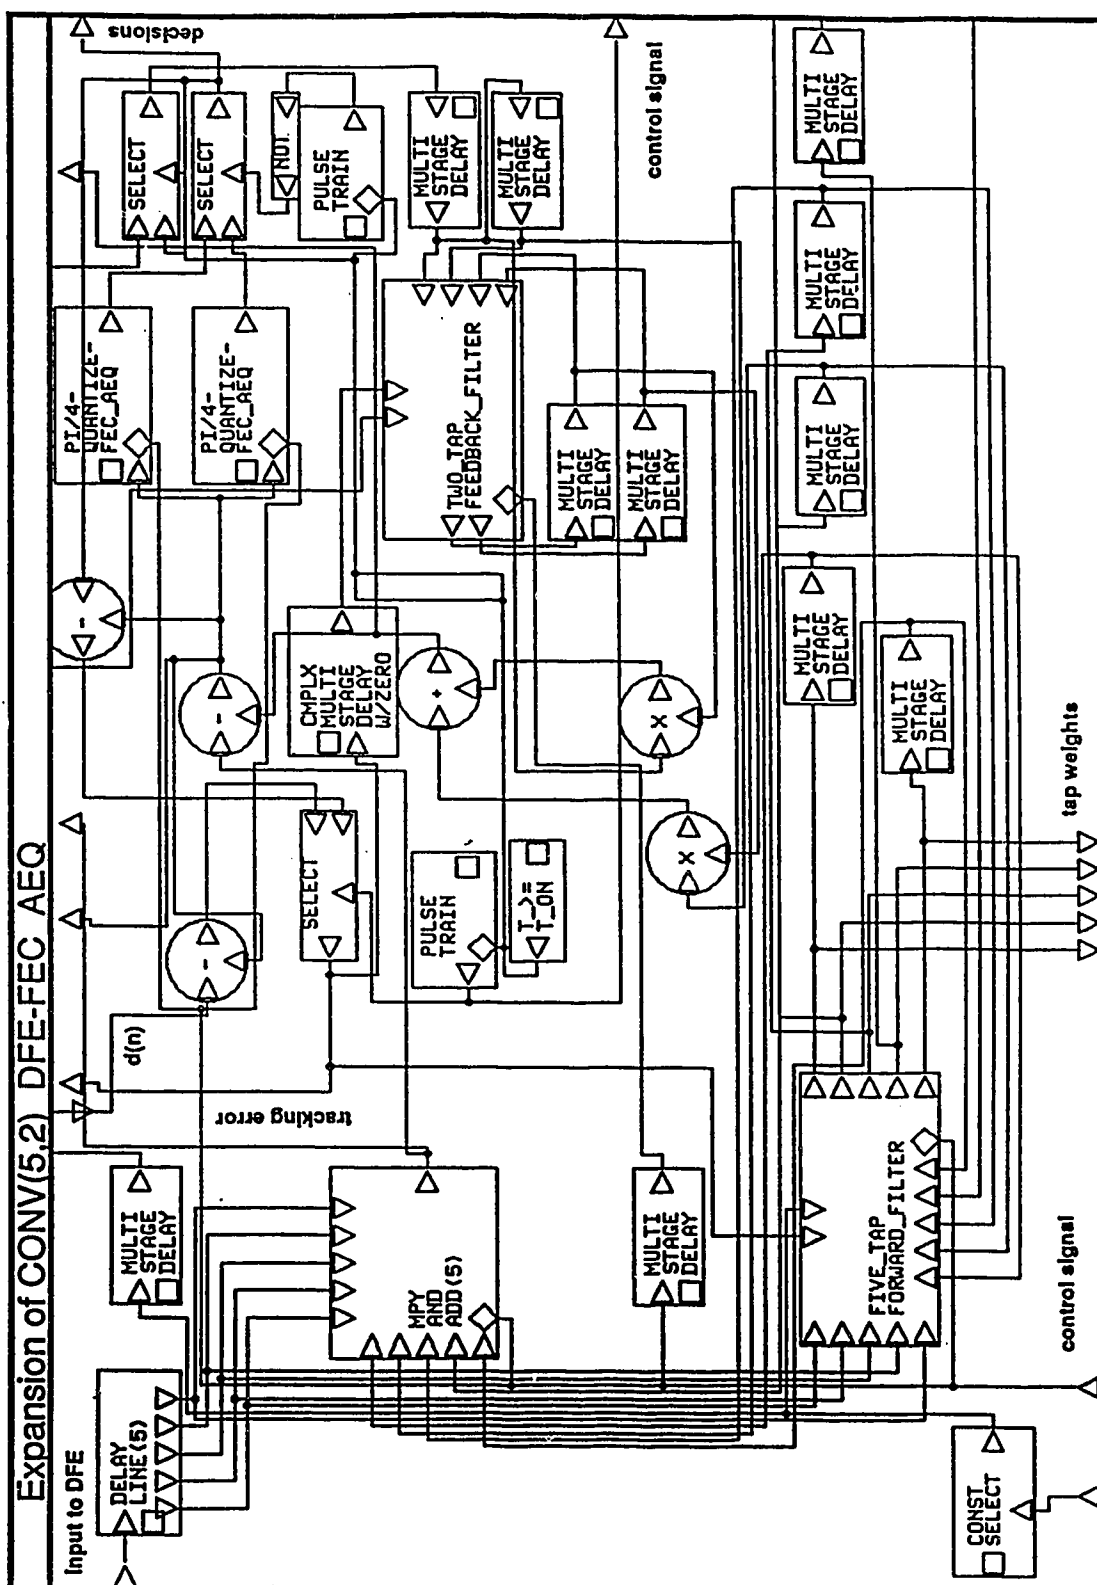 Expansion of CONV(5,2) DFE-FEC AEQ
Input to DFE
DELAY
LINE(5)
MULTI
STAGE
DELAY
d(n)
tracking error
MPY
AND
ADD(5)
MULTI
STAGE
DELAY
CONST
SELECT
control signal
FIVE_TAP
FORWARD_FILTER
tap weights
-
SELECT
PULSE
TRAIN
T_>=
T_ON
-
-
CMPLX
MULTI
STAGE
DELAY
W/ZERO
+
X
X
MULTI
STAGE
DELAY
MULTI
STAGE
DELAY
PI/4-
QUANTIZE-
FEC_AEQ
PI/4-
QUANTIZE-
FEC_AEQ
TWO_TAP
FEEDBACK_FILTER
MULTI
STAGE
DELAY
MULTI
STAGE
DELAY
MULTI
STAGE
DELAY
MULTI
STAGE
DELAY
MULTI
STAGE
DELAY
decisions
SELECT
SELECT
NOT
PULSE
TRAIN
MULTI
STAGE
DELAY
MULTI
STAGE
DELAY
control signal